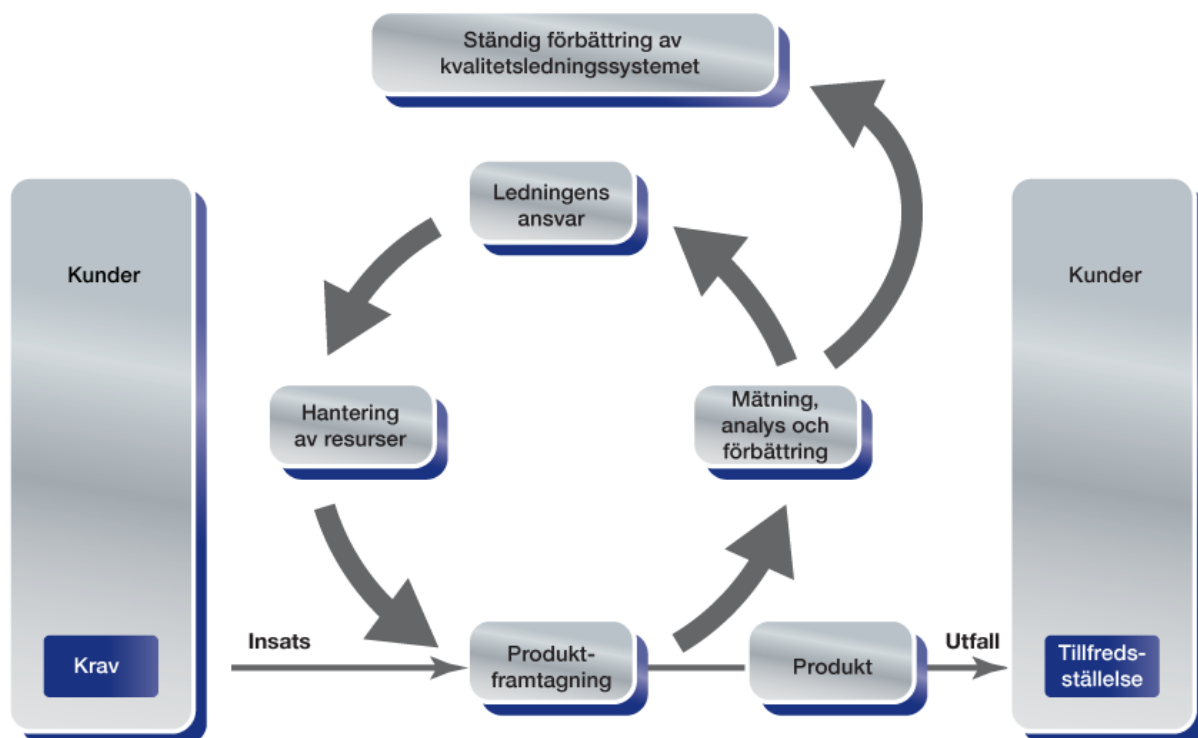 Ständig förbättring av
kvalitetsledningssystemet
Ledningens
ansvar
Kunder
Kunder
Hantering
av resurser
Mätning,
analys och
förbättring
Insats
Utfall
Krav
Produkt-
framtagning
Produkt
Tillfreds-
ställelse